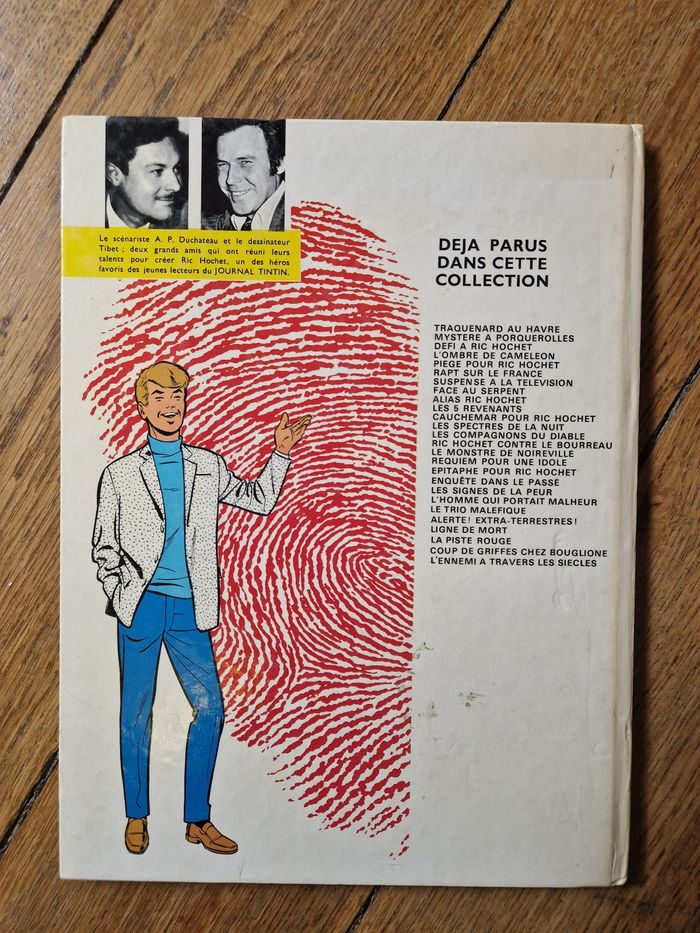 Le scénariste A. P. Duchateau et le dessinateur
Tibet ; deux grands amis qui ont réuni leurs
talents pour créer Ric Hochet, un des héros
favoris des jeunes lecteurs du JOURNAL TINTIN.
DEJA PARUS
DANS CETTE
COLLECTION
TRAQUENARD AU HAVRE
MYSTERE A PORQUEROLLES
DEFI A RIC HOCHET
L'OMBRE DE CAMELEON
PIEGE POUR RIC HOCHET
RAPT SUR LE FRANCE
SUSPENSE A LA TELEVISION
FACE AU SERPENT
ALIAS RIC HOCHET
LES 5 REVENANTS
CAUCHEMAR POUR RIC HOCHET
LES SPECTRES DE LA NUIT
LES COMPAGNONS DU DIABLE
RIC HOCHET CONTRE LE BOURREAU
LE MONSTRE DE NOIREVILLE
REQUIEM POUR UNE IDOLE
EPITAPHE POUR RIC HOCHET
ENQUÊTE DANS LE PASSÉ
LES SIGNES DE LA PEUR
L'HOMME QUI PORTAIT MALHEUR
LE TRIO MALEFIQUE
ALERTE! EXTRA-TERRESTRES!
LIGNE DE MORT
LA PISTE ROUGE
COUP DE GRIFFES CHEZ BOUGLIONE
L'ENNEMI A TRAVERS LES SIECLES